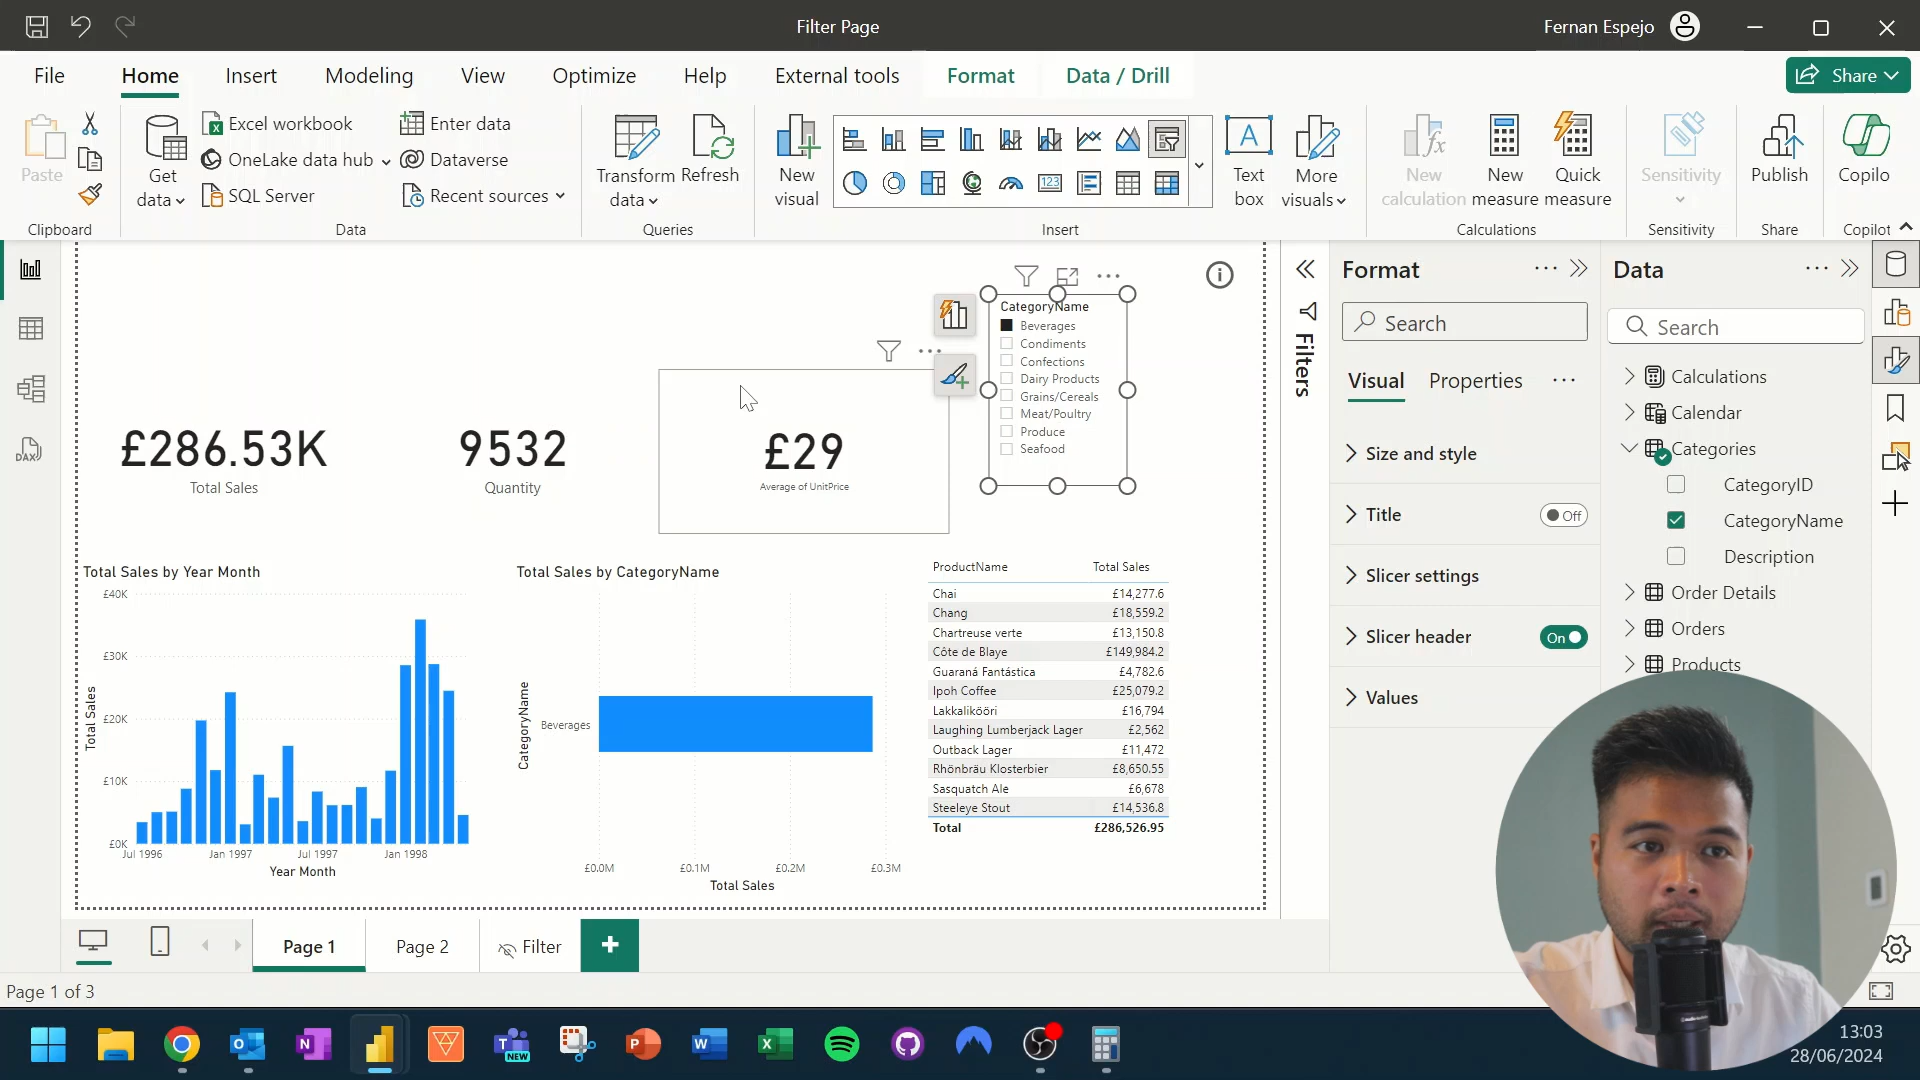 Filter Page
Fernan Espejo
File
Home
Insert
Modeling
View
Optimize
Help
External tools
Format
Data / Drill
Share
Paste
Clipboard
Get data
Excel workbook
OneLake data hub
SQL Server
Enter data
Dataverse
Recent sources
Data
Transform data
Refresh
Queries
New visual
123
A
Text box
More visuals
Insert
New calculation
New measure
Quick measure
Calculations
Sensitivity
Sensitivity
Publish
Share
Copilo
Copilot
DAX
£286.53K
Total Sales
9532
Quantity
£29
Average of UnitPrice
CategoryName
Beverages
Condiments
Confections
Dairy Products
Grains/Cereals
Meat/Poultry
Produce
Seafood
Total Sales by Year Month
£40K
£30K
£20K
£10K
£0K
Total Sales
Jul 1996
Jan 1997
Jul 1997
Jan 1998
Year Month
Total Sales by CategoryName
CategoryName
Beverages
£0.0M
£0.1M
£0.2M
£0.3M
Total Sales
ProductName Total Sales
Chai £14,277.6
Chang £18,559.2
Chartreuse verte £13,150.8
Côte de Blaye £149,984.2
Guaraná Fantástica £4,782.6
Ipoh Coffee £25,079.2
Lakkalikööri £16,794
Laughing Lumberjack Lager £2,562
Outback Lager £11,472
Rhönbräu Klosterbier £8,650.55
Sasquatch Ale £6,678
Steeleye Stout £14,536.8
Total £286,526.95
Filters
Format
Search
Visual
Properties
Size and style
Title
Off
Slicer settings
Slicer header
On
Values
Data
Search
Calculations
Calendar
Categories
CategoryID
CategoryName
Description
Order Details
Orders
Products
Page 1
Page 2
Filter
Page 1 of 3
NEW
13:03
28/06/2024